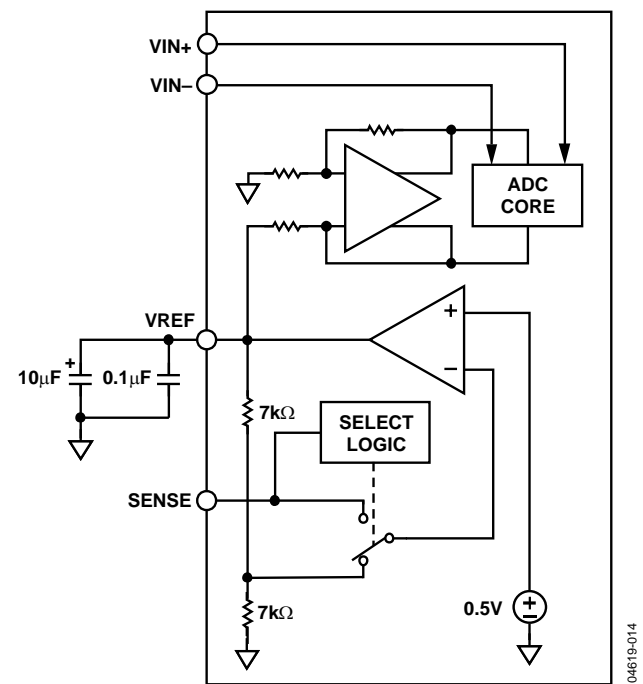 VIN+
VIN–
ADC
CORE
VREF
+
–
10µF
+
0.1µF
7kΩ
SELECT
LOGIC
SENSE
7kΩ
0.5V
+
–
04619-014